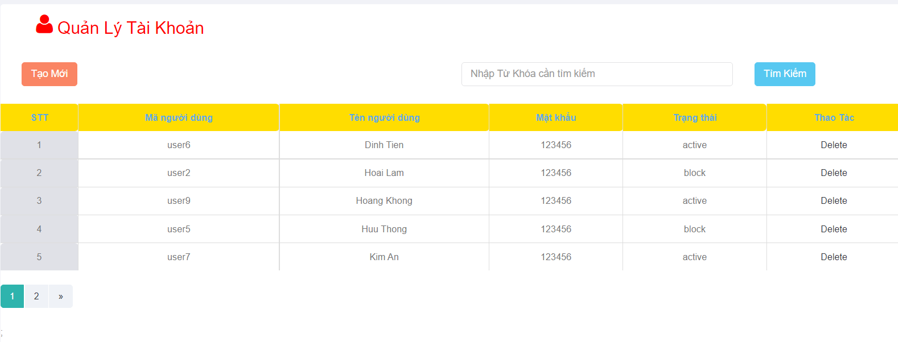 Quản Lý Tài Khoản
Tạo Mới Nhập Từ Khóa cần tìm kiếm Tìm Kiếm
STT Mã người dùng Tên người dùng Mật khẩu Trạng thái Thao Tác
1 user6 Dinh Tien 123456 active Delete
2 user2 Hoai Lam 123456 block Delete
3 user9 Hoang Khong 123456 active Delete
4 user5 Huu Thong 123456 block Delete
5 user7 Kim An 123456 active Delete
1 2 »
;